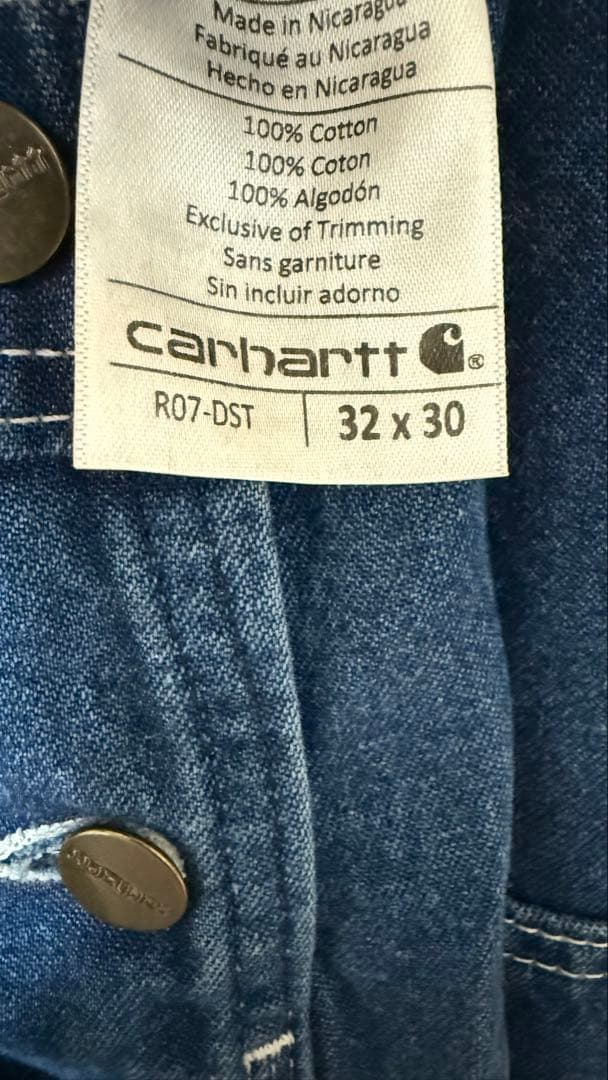 Made in Nicaragua
Fabriqué au Nicaragua
Hecho en Nicaragua
100% Cotton
100% Coton
100% Algodón
Exclusive of Trimming
Sans garniture
Sin incluir adorno
carhartt ®
R07-DST 32 x 30